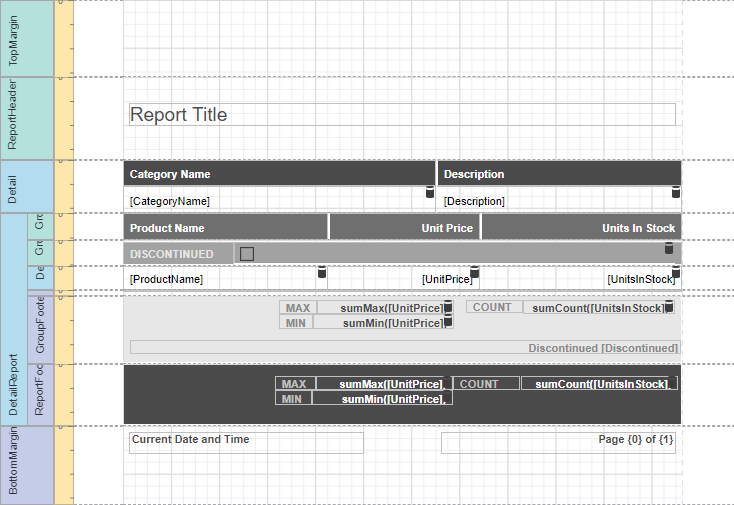 TopMargin
ReportHeader
Report Title
Detail
Category Name Description
[CategoryName] [Description]
DetailReport
Gro
Product Name Unit Price Units In Stock
Gro
DISCONTINUED
De
[ProductName] [UnitPrice] [UnitsInStock]
GroupFoote
MAX sumMax([UnitPrice] COUNT sumCount([UnitsInStock]
MIN sumMin([UnitPrice]
Discontinued [Discontinued]
ReportFoo
MAX sumMax([UnitPrice], COUNT sumCount([UnitsInStock],
MIN sumMin([UnitPrice],
BottomMargin
Current Date and Time Page {0} of {1}